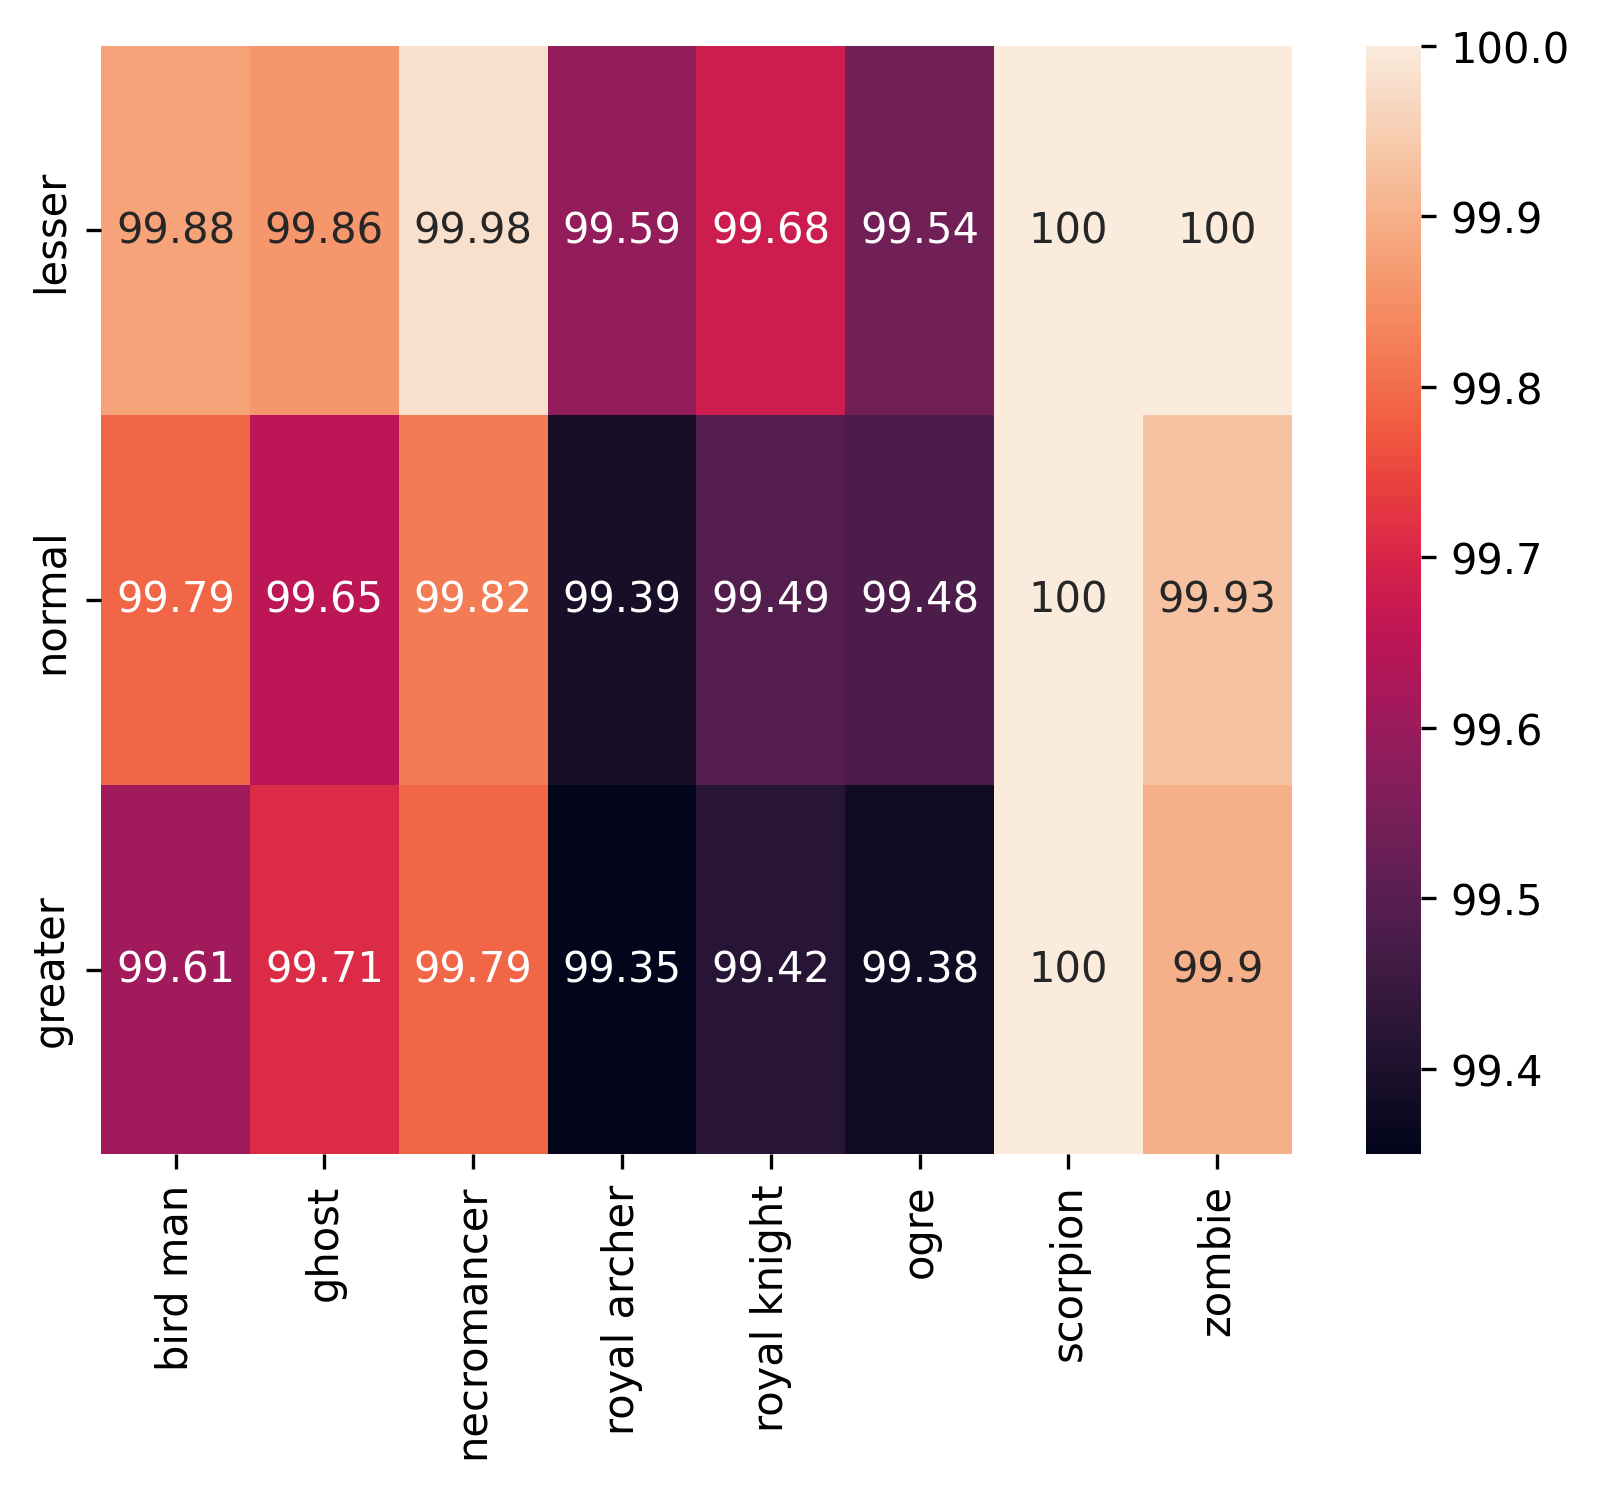 lesser 99.88 99.86 99.98 99.59 99.68 99.54 100 100
normal 99.79 99.65 99.82 99.39 99.49 99.48 100 99.93
greater 99.61 99.71 99.79 99.35 99.42 99.38 100 99.9
bird man ghost necromancer royal archer royal knight ogre scorpion zombie
100.0
99.9
99.8
99.7
99.6
99.5
99.4